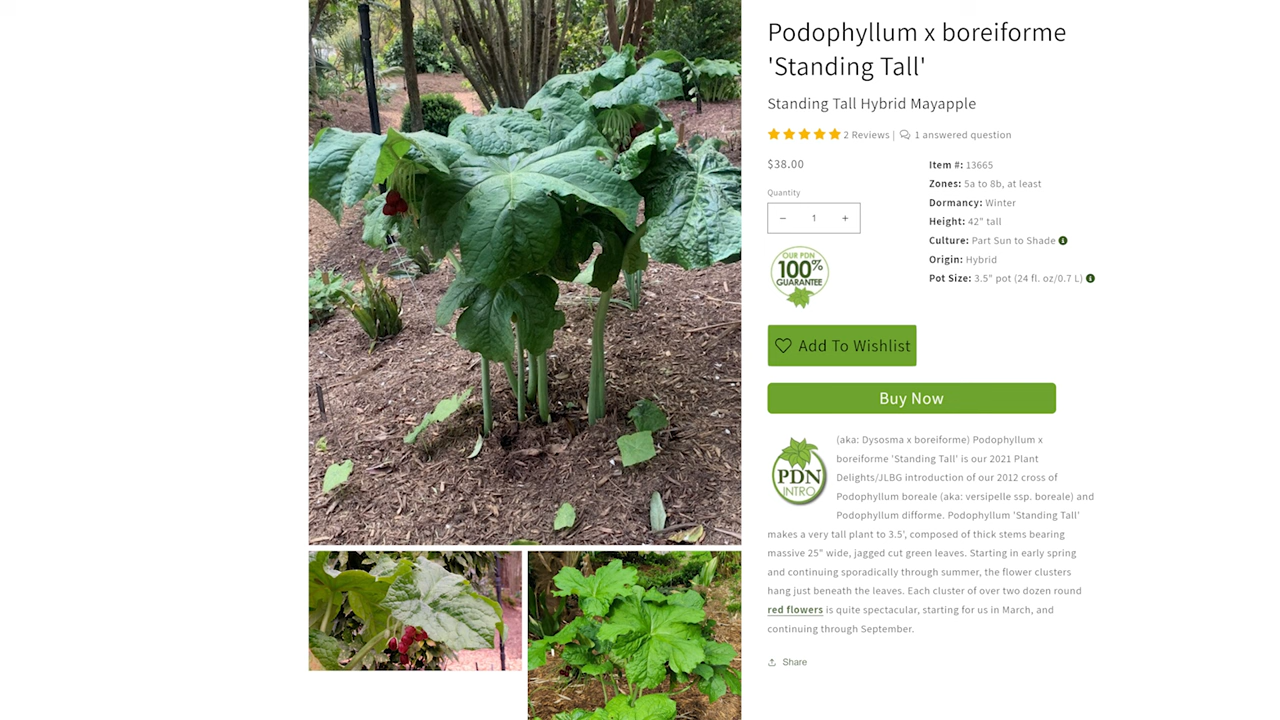 Podophyllum x boreiforme
'Standing Tall'
Standing Tall Hybrid Mayapple
2 Reviews | 1 answered question
$38.00
Quantity
− 1 +
Item #: 13665
Zones: 5a to 8b, at least
Dormancy: Winter
Height: 42" tall
Culture: Part Sun to Shade
Origin: Hybrid
Pot Size: 3.5" pot (24 fl. oz/0.7 L)
OUR PDN
100%
GUARANTEE
Add To Wishlist
Buy Now
PDN
INTRO
(aka: Dysosma x boreiforme) Podophyllum x
boreiforme 'Standing Tall' is our 2021 Plant
Delights/JLBG introduction of our 2012 cross of
Podophyllum boreale (aka: versipelle ssp. boreale) and
Podophyllum difforme. Podophyllum 'Standing Tall'
makes a very tall plant to 3.5', composed of thick stems bearing
massive 25" wide, jagged cut green leaves. Starting in early spring
and continuing sporadically through summer, the flower clusters
hang just beneath the leaves. Each cluster of over two dozen round
red flowers is quite spectacular, starting for us in March, and
continuing through September.
Share